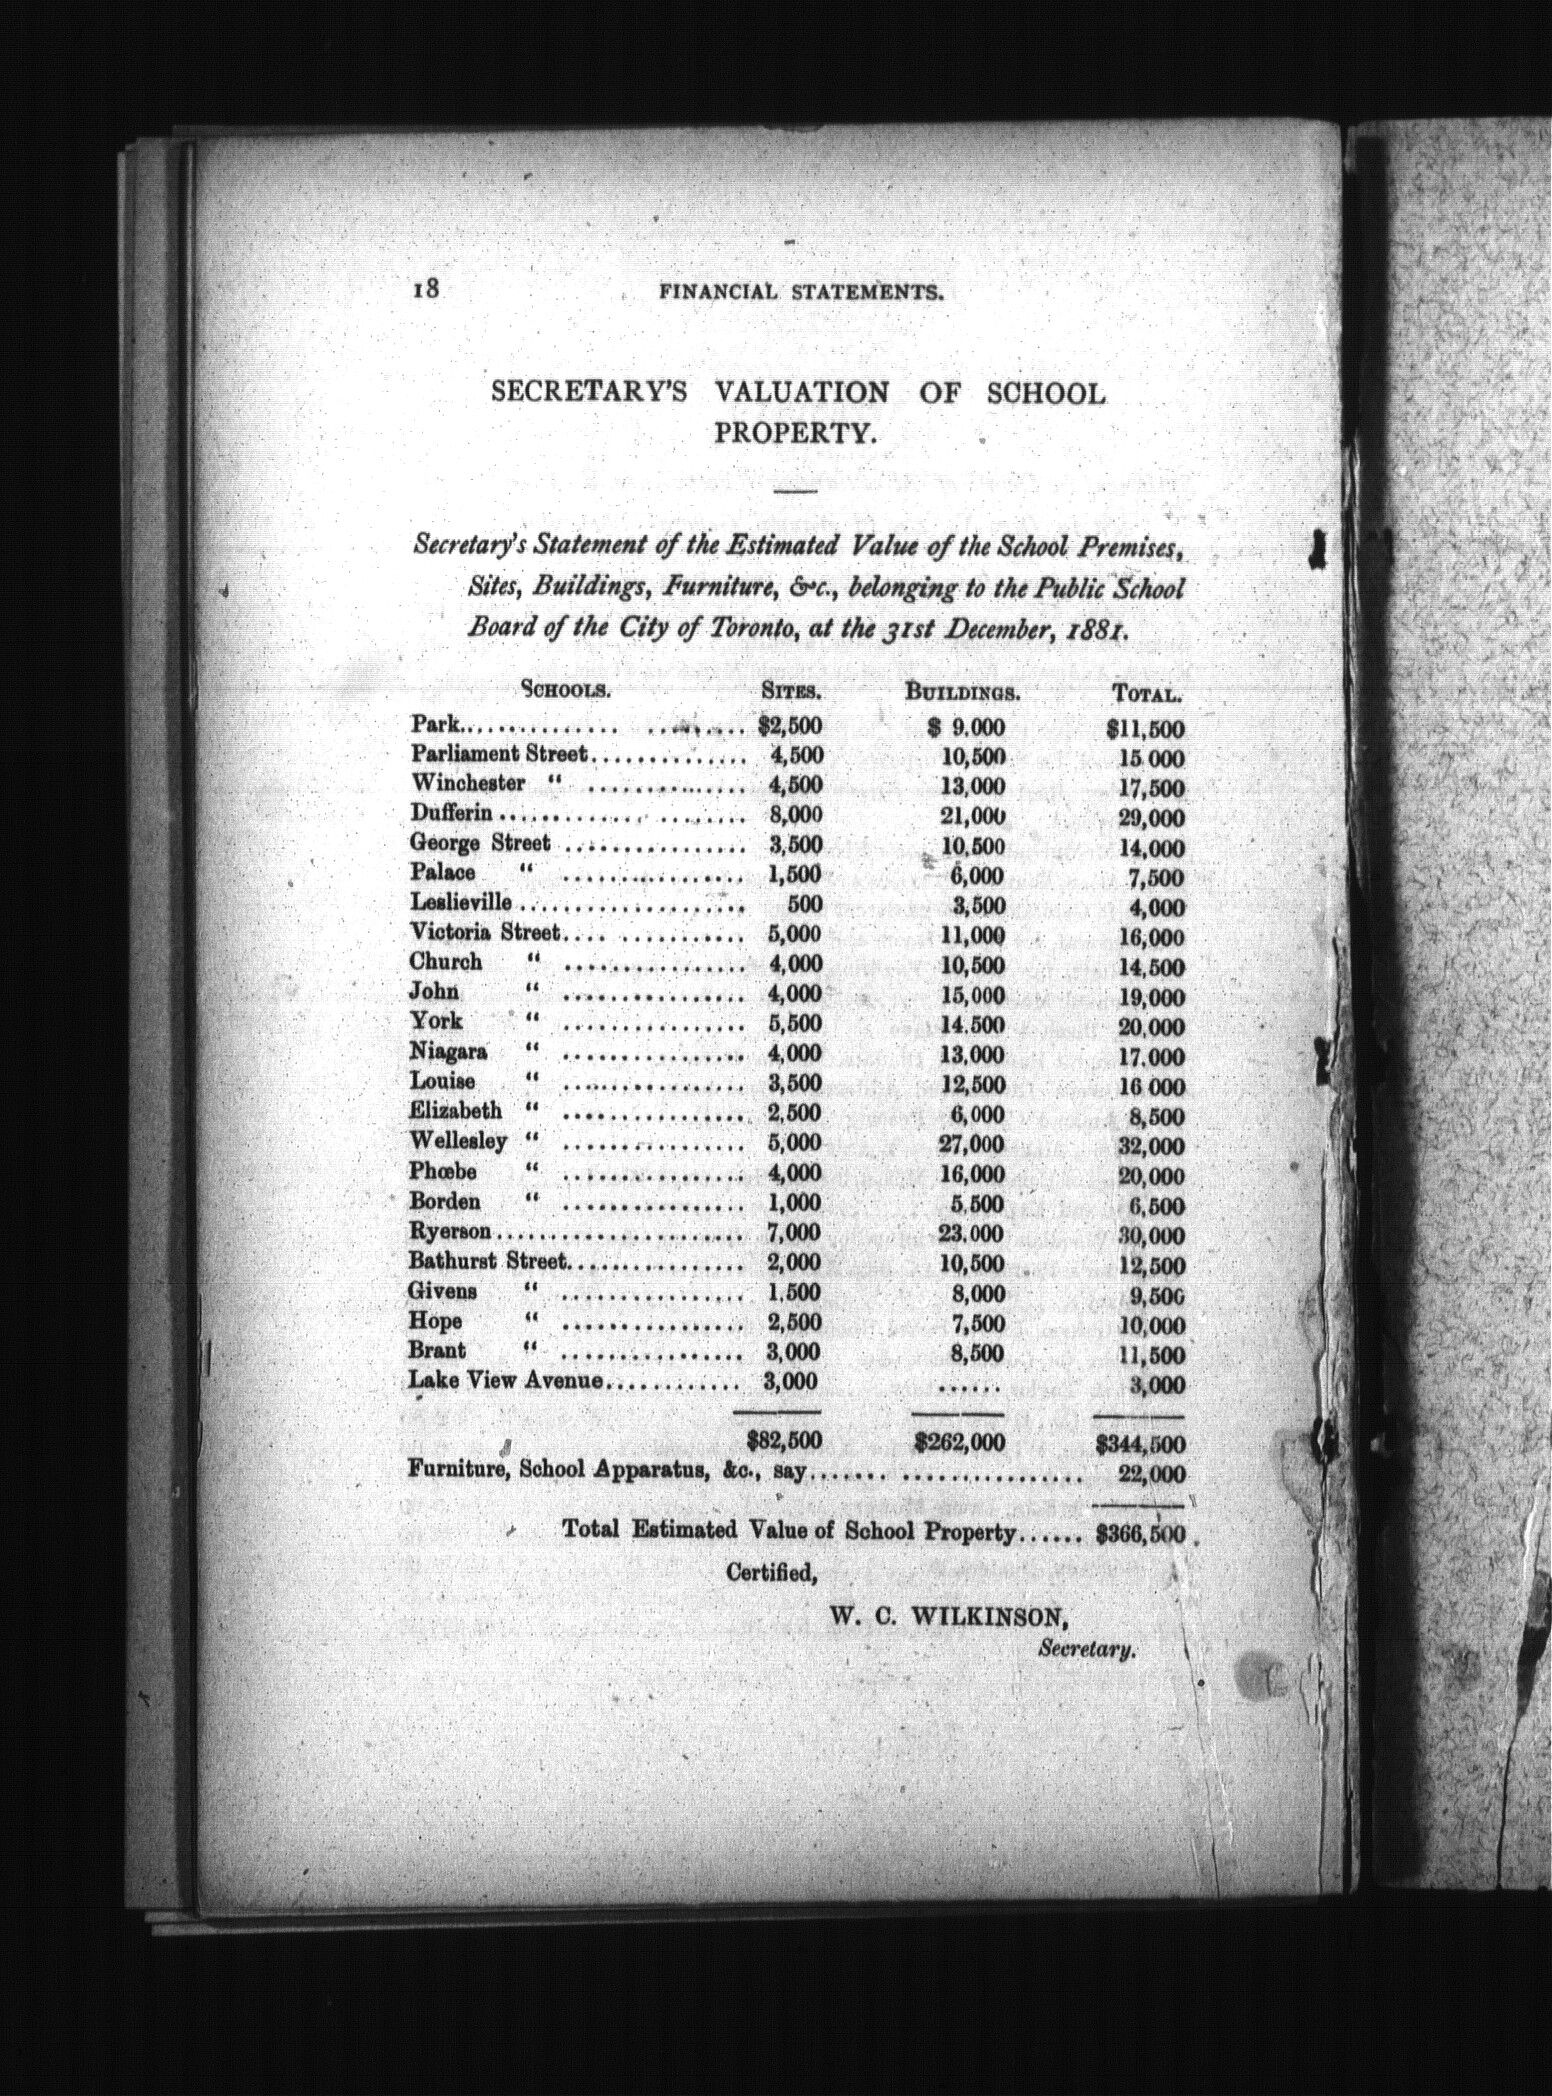 18 FINANCIAL STATEMENTS.
SECRETARY'S VALUATION OF SCHOOL
PROPERTY.
Secretary's Statement of the Estimated Value of the School Premises,
Sites, Buildings, Furniture, &c., belonging to the Public School
Board of the City of Toronto, at the 31st December, 1881.
SCHOOLS. SITES. BUILDINGS. TOTAL.
Park.............. ........ $2,500 $ 9.000 $11,500
Parliament Street.............. 4,500 10,500 15 000
Winchester “ .............. 4,500 13,000 17,500
Dufferin ............. ........ 8,000 21,000 29,000
George Street ................ 3,500 10,500 14,000
Palace “ ................ 1,500 6,000 7,500
Leslieville .................... 500 3,500 4,000
Victoria Street.... ........... 5,000 11,000 16,000
Church “ ................ 4,000 10,500 14,500
John “ ................ 4,000 15,000 19,000
York “ ................ 5,500 14.500 20,000
Niagara “ ................ 4,000 13,000 17.000
Louise “ ................ 3,500 12,500 16 000
Elizabeth “ ................ 2,500 6,000 8,500
Wellesley “ ................ 5,000 27,000 32,000
Phœbe “ ................ 4,000 16,000 20,000
Borden “ ................ 1,000 5,500 6,500
Ryerson...................... 7,000 23,000 30,000
Bathurst Street................ 2,000 10,500 12,500
Givens “ ................ 1,500 8,000 9,500
Hope “ ................ 2,500 7,500 10,000
Brant “ ................ 3,000 8,500 11,500
Lake View Avenue............ 3,000 ...... 3,000
$82,500 $262,000 $344,500
Furniture, School Apparatus, &c., say....... ................ 22,000
Total Estimated Value of School Property...... $366,500
Certified,
W. C. WILKINSON,
Secretary.